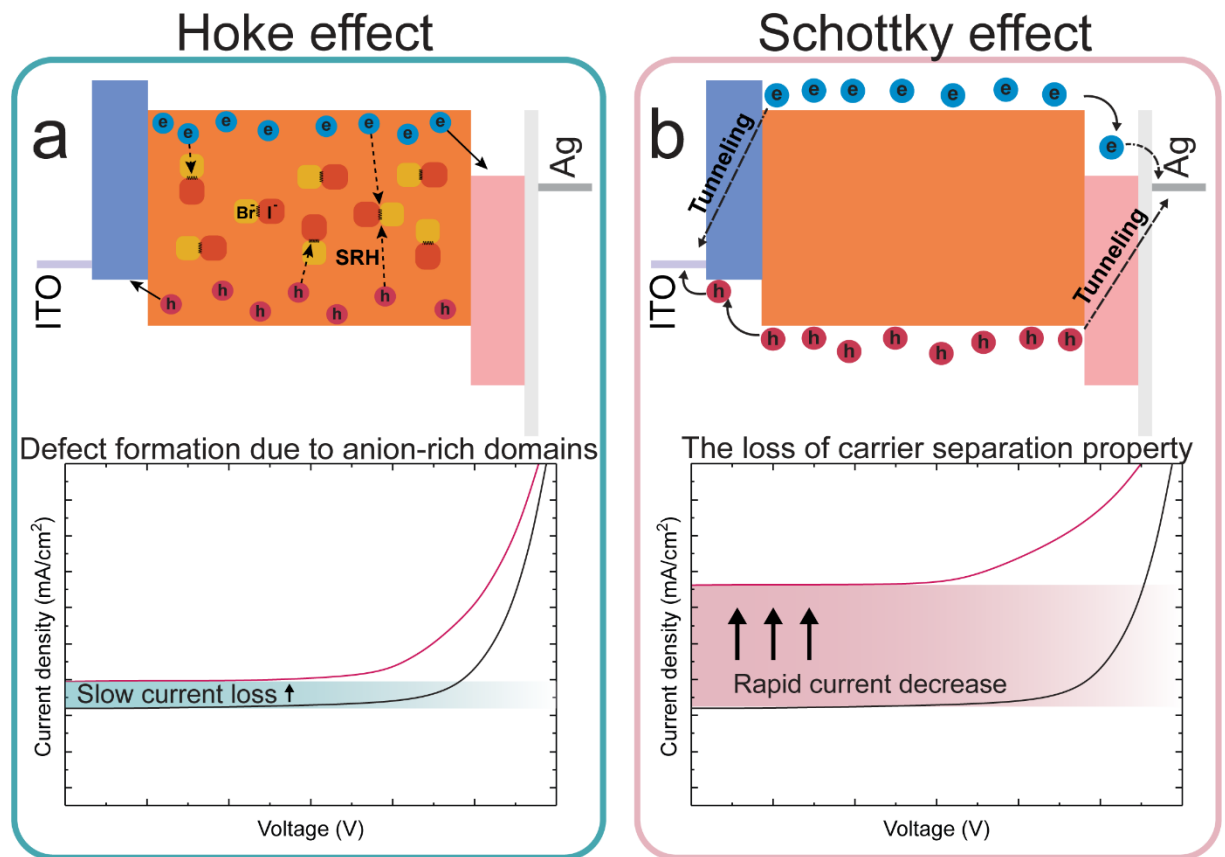 Hoke effect
a
e e e e e e e
Ag
Br- I-
SRH
ITO
h h h h h h h
Defect formation due to anion-rich domains
Current density (mA/cm²)
Slow current loss
Voltage (V)
Schottky effect
b
e e e e e e e
e
Ag
Tunneling
Tunneling
ITO
h
h h h h h h h h
The loss of carrier separation property
Current density (mA/cm²)
Rapid current decrease
Voltage (V)